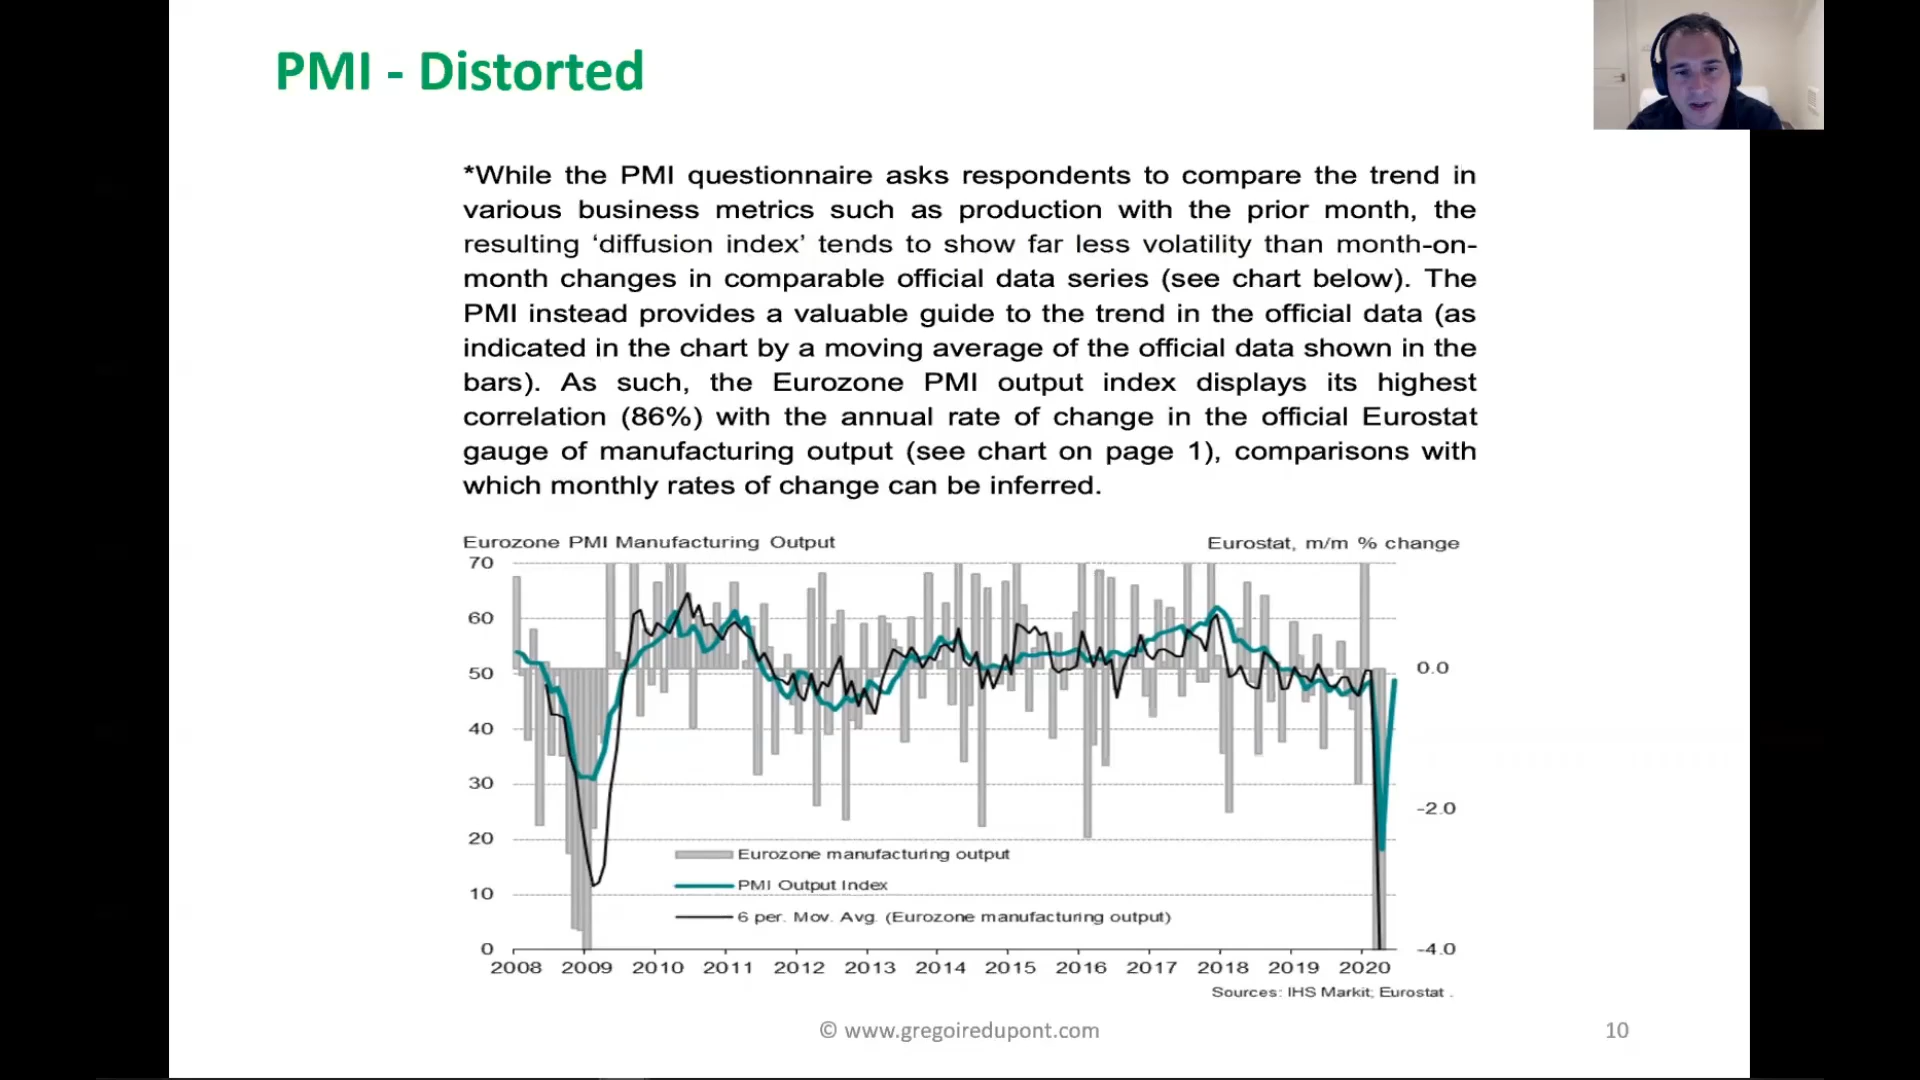 PMI - Distorted
*While the PMI questionnaire asks respondents to compare the trend in
various business metrics such as production with the prior month, the
resulting ‘diffusion index’ tends to show far less volatility than month-on-
month changes in comparable official data series (see chart below). The
PMI instead provides a valuable guide to the trend in the official data (as
indicated in the chart by a moving average of the official data shown in the
bars). As such, the Eurozone PMI output index displays its highest
correlation (86%) with the annual rate of change in the official Eurostat
gauge of manufacturing output (see chart on page 1), comparisons with
which monthly rates of change can be inferred.
Eurozone PMI Manufacturing Output
Eurostat, m/m % change
70
60
50
0.0
40
30
-2.0
20
Eurozone manufacturing output
PMI Output Index
10
6 per. Mov. Avg. (Eurozone manufacturing output)
0
-4.0
2008 2009 2010 2011 2012 2013 2014 2015 2016 2017 2018 2019 2020
Sources: IHS Markit; Eurostat .
© www.gregoiredupont.com
10